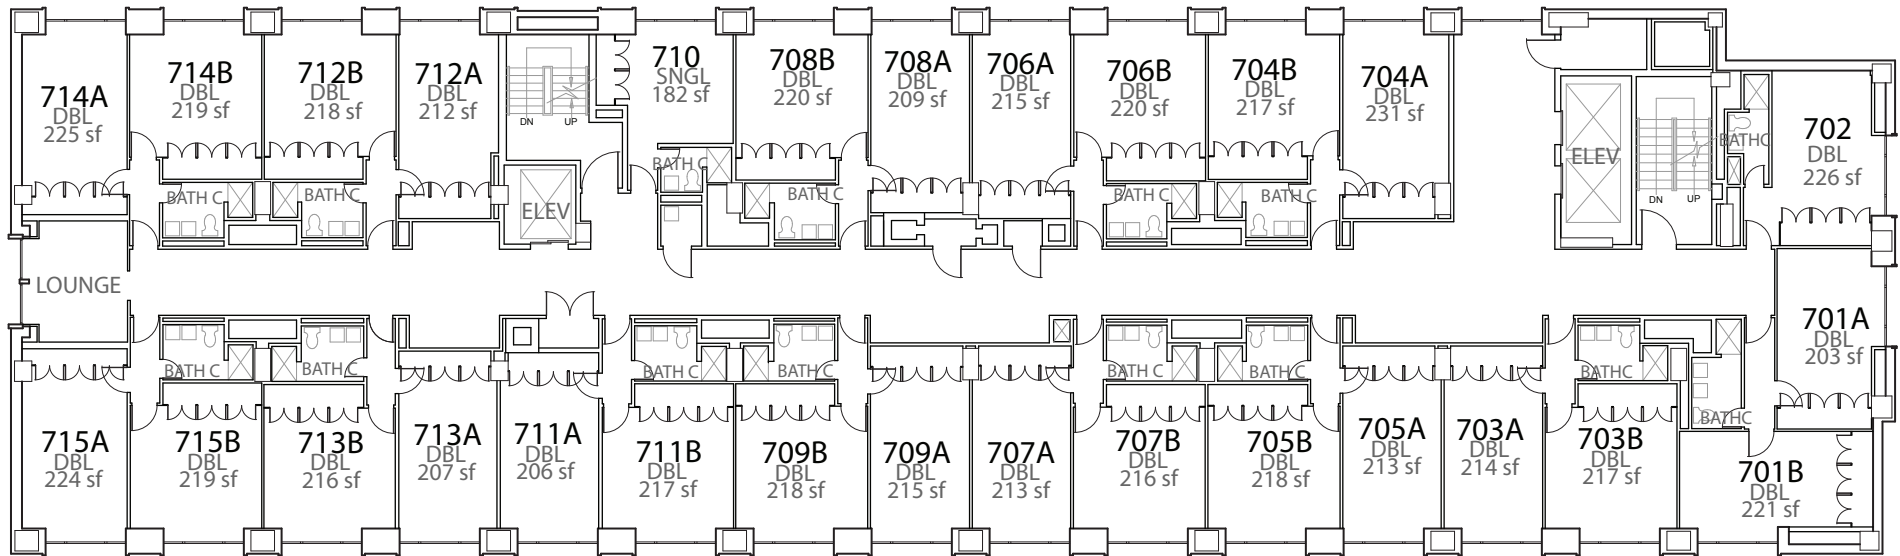 714A
DBL
225 sf
714B
DBL
219 sf
712B
DBL
218 sf
712A
DBL
212 sf
DN UP
710
SNGL
182 sf
708B
DBL
220 sf
708A
DBL
209 sf
706A
DBL
215 sf
706B
DBL
220 sf
704B
DBL
217 sf
704A
DBL
231 sf
ELEV
DN UP
BATHC
702
DBL
226 sf
BATH C
BATH C
ELEV
BATH C
BATH C
BATH C
BATH C
LOUNGE
701A
DBL
203 sf
BATH C
BATH C
BATH C
BATH C
BATH C
BATH C
BATHC
BATHC
715A
DBL
224 sf
715B
DBL
219 sf
713B
DBL
216 sf
713A
DBL
207 sf
711A
DBL
206 sf
711B
DBL
217 sf
709B
DBL
218 sf
709A
DBL
215 sf
707A
DBL
213 sf
707B
DBL
216 sf
705B
DBL
218 sf
705A
DBL
213 sf
703A
DBL
214 sf
703B
DBL
217 sf
701B
DBL
221 sf